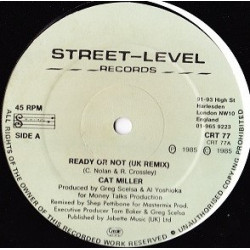 STREET-LEVEL
RECORDS
91-93 High St
Harlesden
London NW10
England
01-965 9223
45 RPM
CRT 77
CRT 77A
SIDE A
℗ 1985
© 1985
READY OR NOT (UK REMIX)
(C. Nolan & R. Crossley)
CAT MILLER
Produced by Greg Scelsa & Al Yoshioka
for Money Talks Production
Remixed by Shep Pettibone for Mastermix Prod.
Executive Producer Tom Baker & Greg Scelsa
Published by Jobette Music (UK) Ltd
ALL RIGHTS OF THE OWNER OF THIS RECORDED WORK RESERVED
UNAUTHORISED COPYING PROHIBITED